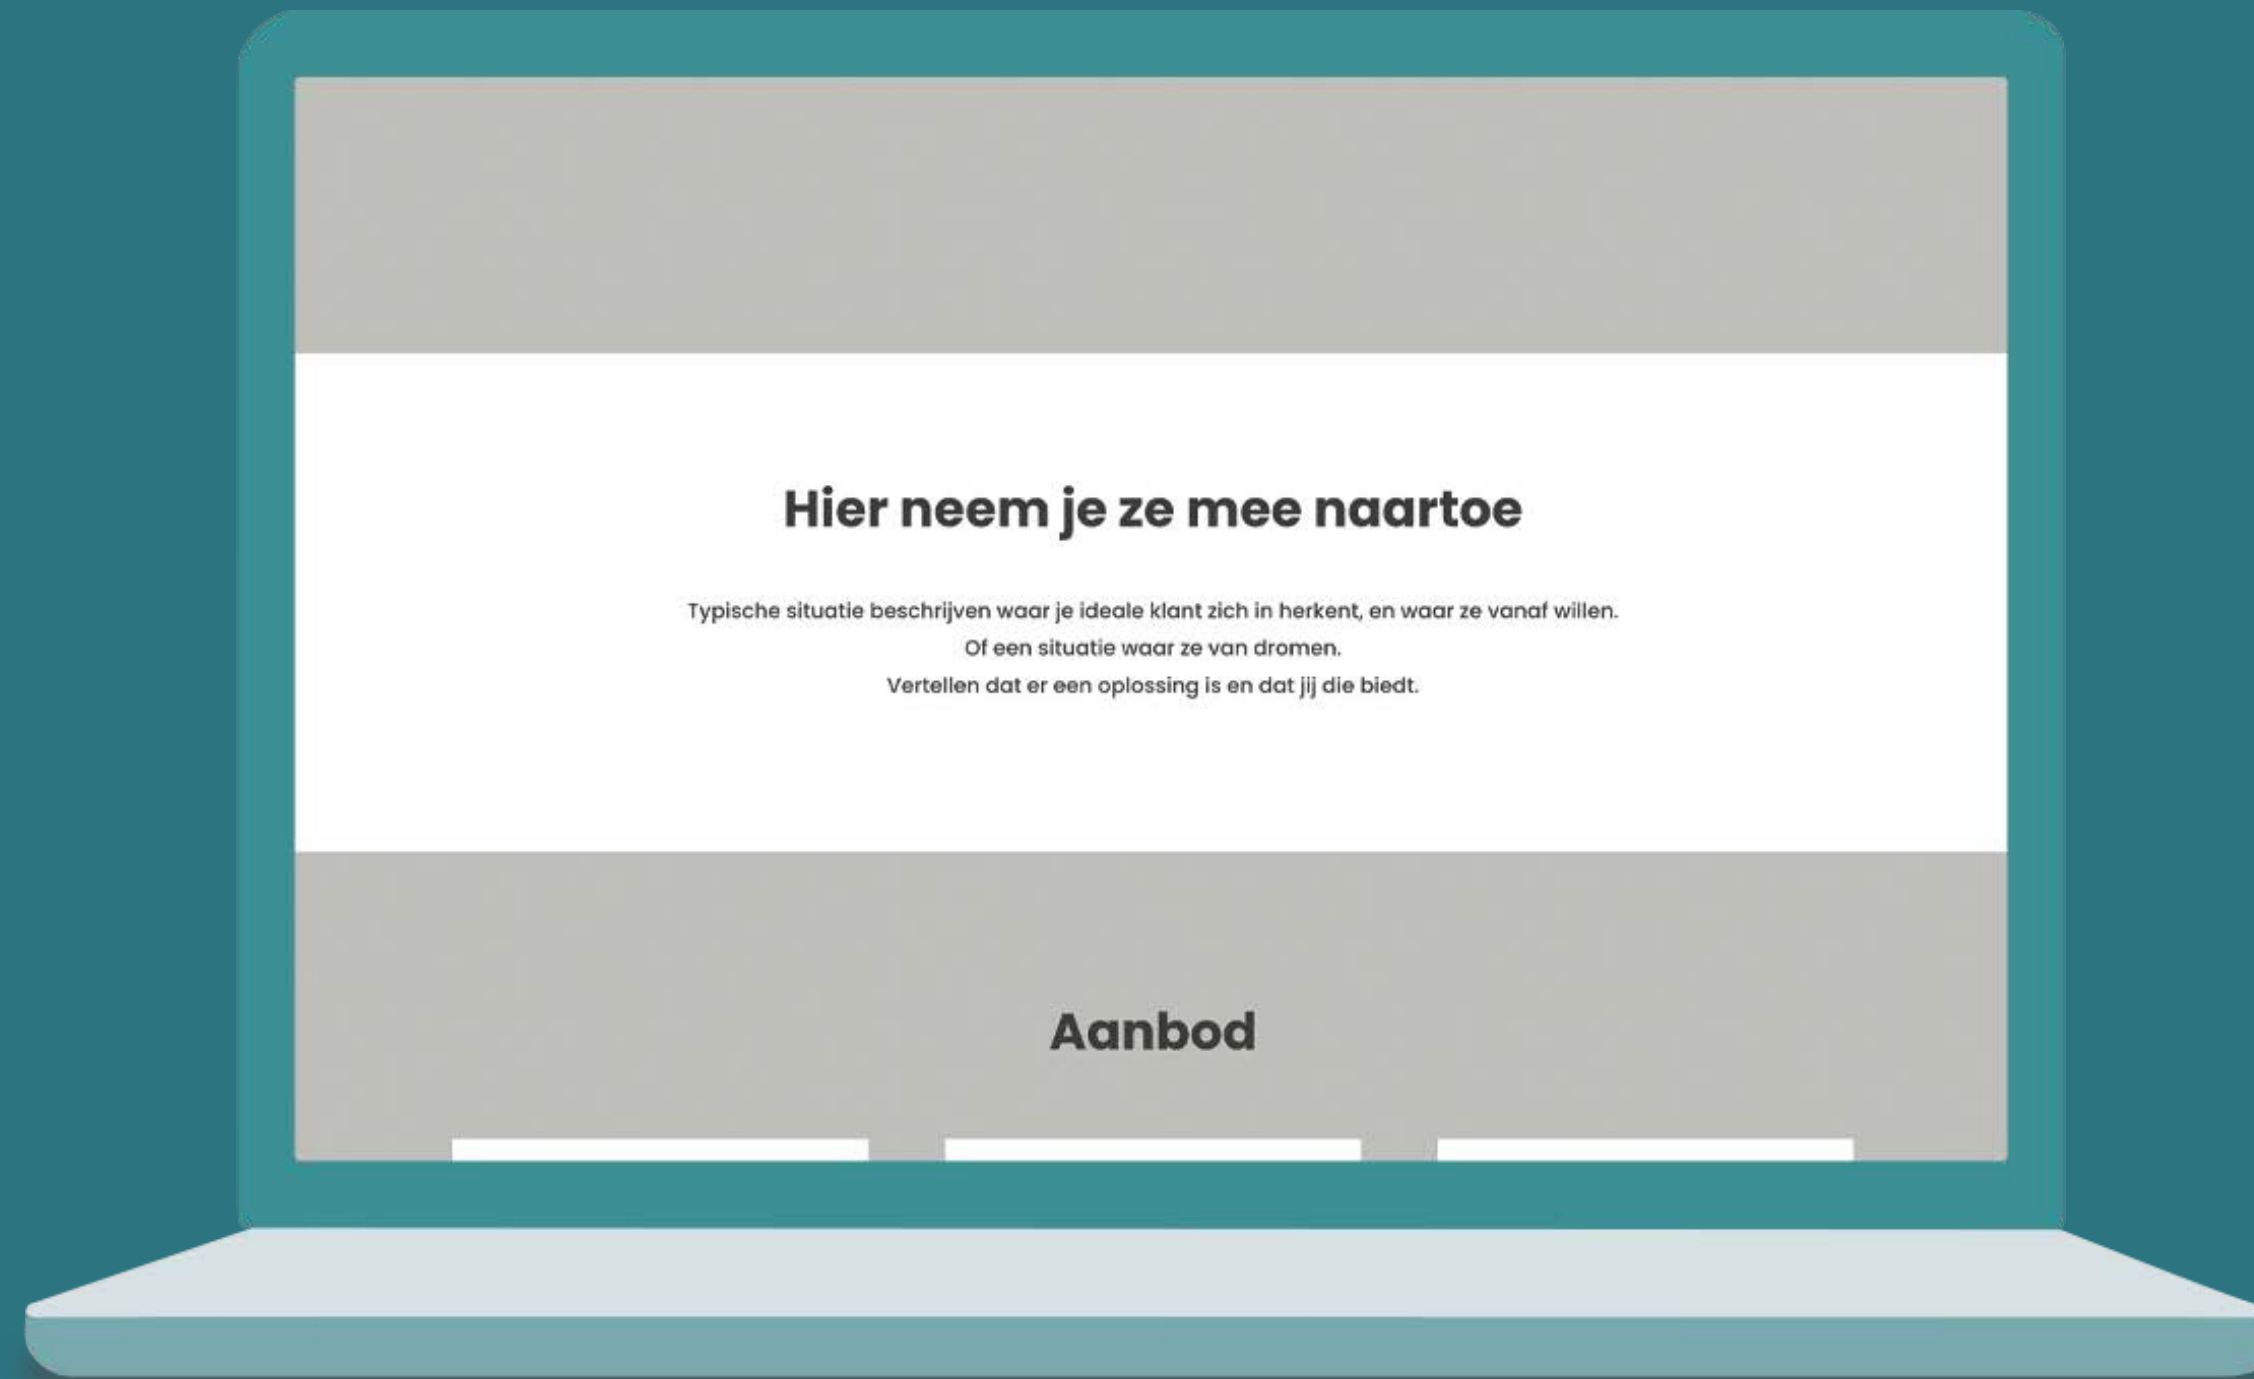 Hier neem je ze mee naartoe
Typische situatie beschrijven waar je ideale klant zich in herkent, en waar ze vanaf willen.
Of een situatie waar ze van dromen.
Vertellen dat er een oplossing is en dat jij die biedt.
Aanbod